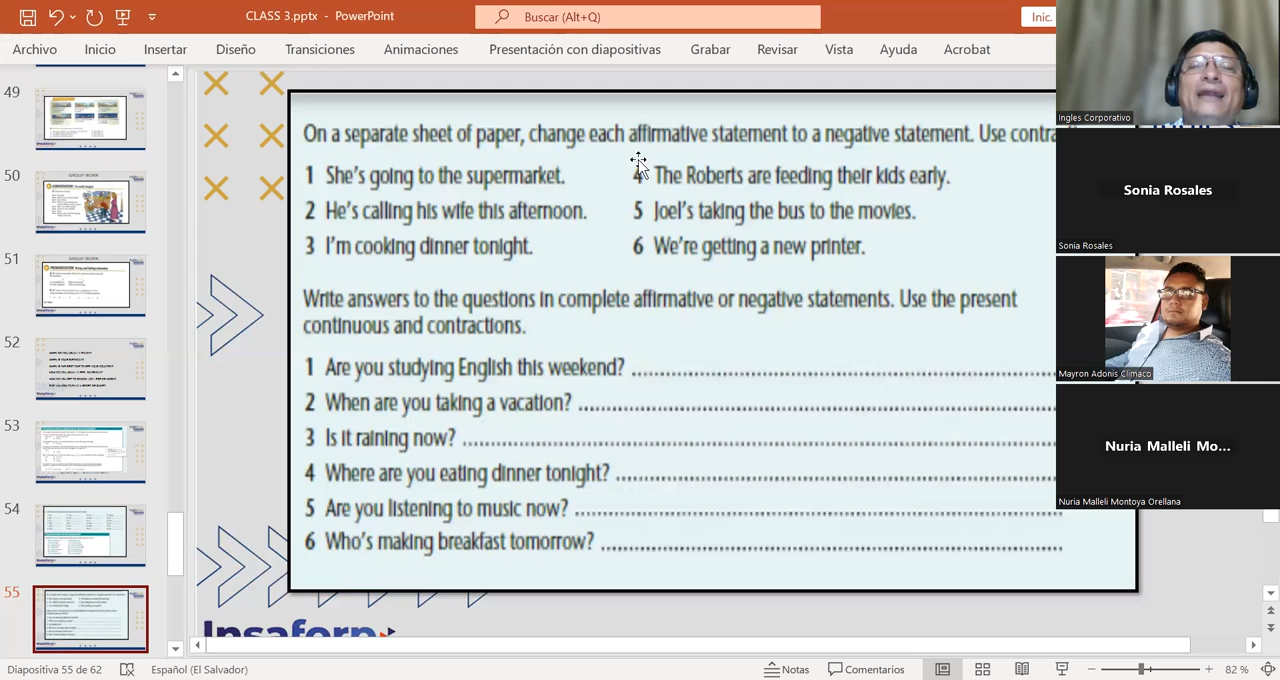 CLASS 3.pptx - PowerPoint
Buscar (Alt+Q)
Inic.
Archivo Inicio Insertar Diseño Transiciones Animaciones Presentación con diapositivas Grabar Revisar Vista Ayuda Acrobat
49
50
51
52
53
54
55
On a separate sheet of paper, change each affirmative statement to a negative statement. Use contra
1 She's going to the supermarket.
2 He's calling his wife this afternoon.
3 I'm cooking dinner tonight.
4 The Roberts are feeding their kids early.
5 Joel's taking the bus to the movies.
6 We're getting a new printer.
Write answers to the questions in complete affirmative or negative statements. Use the present
continuous and contractions.
1 Are you studying English this weekend?
2 When are you taking a vacation?
3 Is it raining now?
4 Where are you eating dinner tonight?
5 Are you listening to music now?
6 Who's making breakfast tomorrow?
Insaforp
Ingles Corporativo
Sonia Rosales
Sonia Rosales
Mayron Adonis Climaco
Nuria Malleli Mo...
Nuria Malleli Montoya Orellana
Diapositiva 55 de 62 Español (El Salvador) Notas Comentarios 82 %